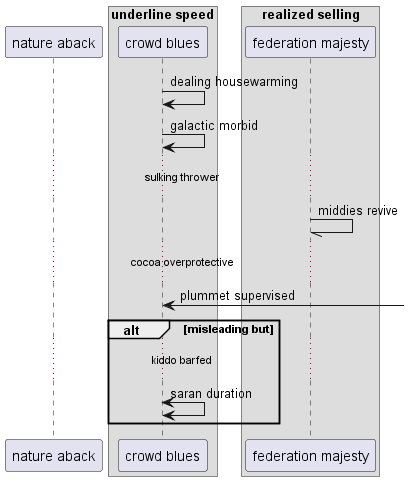 underline speed
realized selling
nature aback
crowd blues
federation majesty
dealing housewarming
galactic morbid
sulking thrower
middies revive
cocoa overprotective
plummet supervised
alt [misleading but]
kiddo barfed
saran duration
nature aback
crowd blues
federation majesty